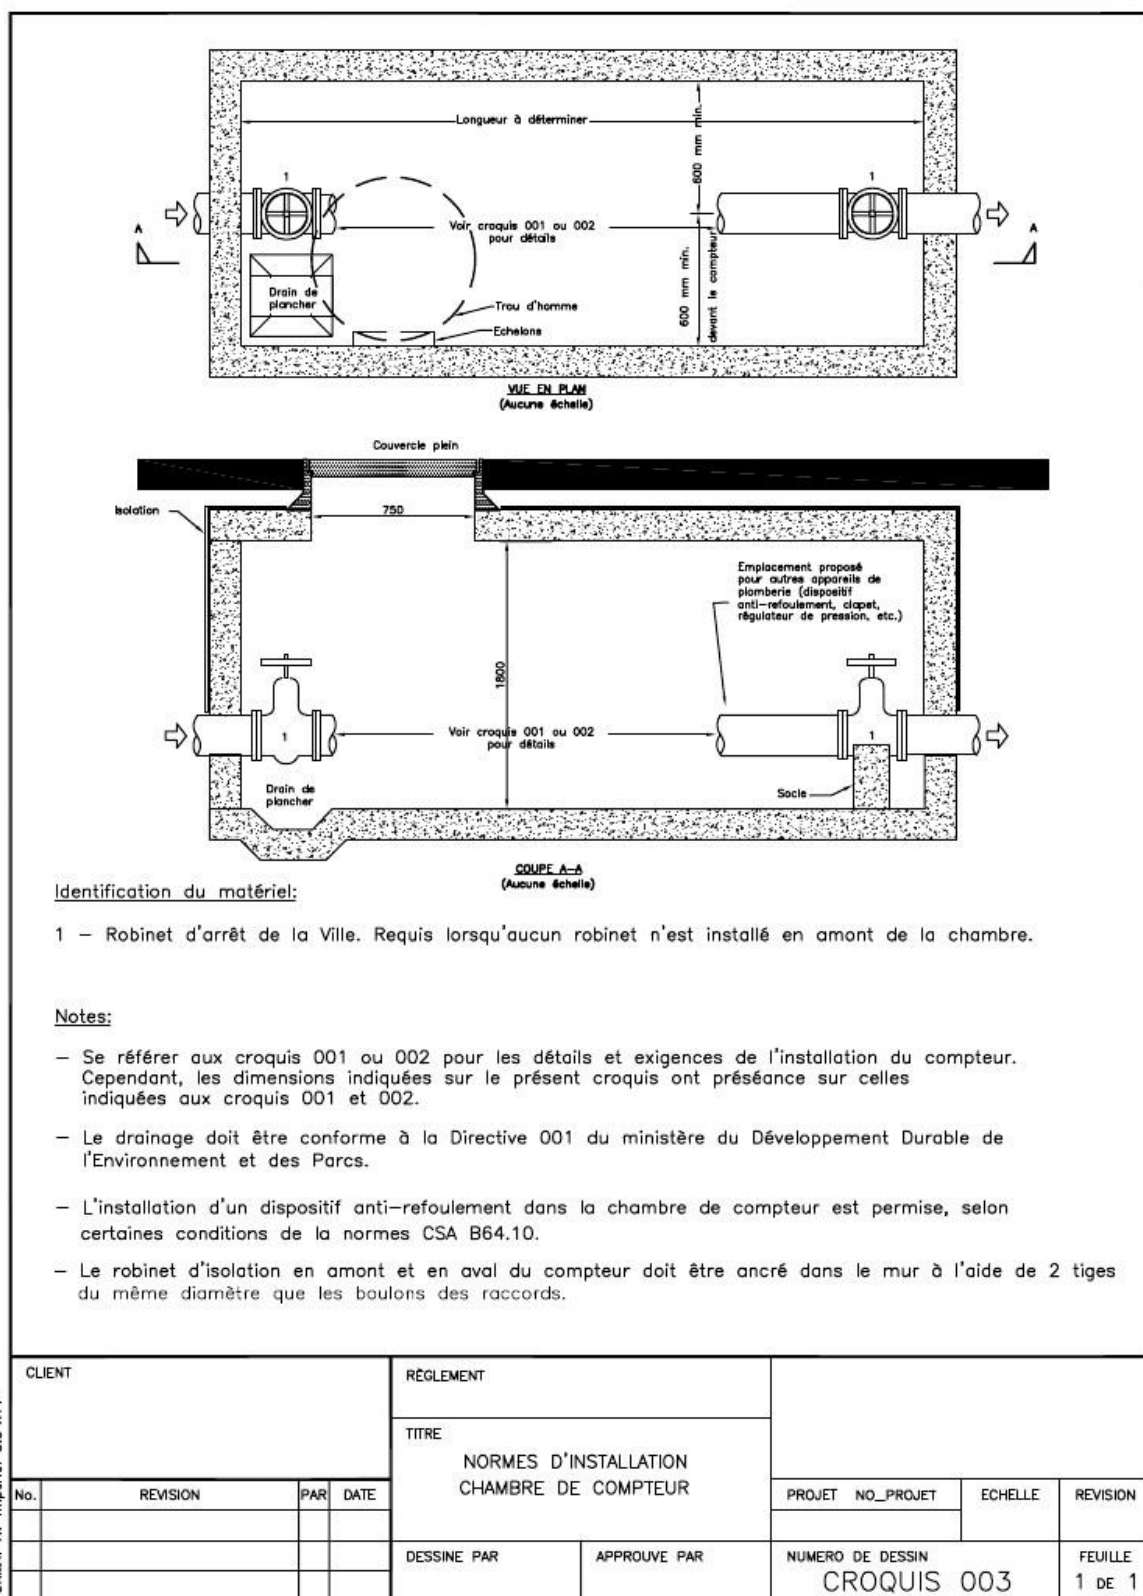 Longueur à déterminer
600 mm min.
1
1
A
A
Voir croquis 001 ou 002
pour détails
600 mm min.
devant le compteur
Drain de
plancher
Trou d'homme
Echelons
VUE EN PLAN
(Aucune échelle)
Couvercle plein
Isolation
750
Emplacement proposé
pour autres appareils de
plomberie (dispositif
anti-refoulement, clapet,
régulateur de pression, etc.)
1800
1
Voir croquis 001 ou 002
pour détails
1
Drain de
plancher
Socle
COUPE A-A
(Aucune échelle)
Identification du matériel:
1 - Robinet d'arrêt de la Ville. Requis lorsqu'aucun robinet n'est installé en amont de la chambre.
Notes:
- Se référer aux croquis 001 ou 002 pour les détails et exigences de l'installation du compteur.
Cependant, les dimensions indiquées sur le présent croquis ont préséance sur celles
indiquées aux croquis 001 et 002.
- Le drainage doit être conforme à la Directive 001 du ministère du Développement Durable de
l'Environnement et des Parcs.
- L'installation d'un dispositif anti-refoulement dans la chambre de compteur est permise, selon
certaines conditions de la normes CSA B64.10.
- Le robinet d'isolation en amont et en aval du compteur doit être ancré dans le mur à l'aide de 2 tiges
du même diamètre que les boulons des raccords.
CLIENT
RÈGLEMENT
TITRE
NORMES D'INSTALLATION
CHAMBRE DE COMPTEUR
No. REVISION PAR DATE
PROJET NO_PROJET ECHELLE REVISION
DESSINE PAR
APPROUVE PAR
NUMERO DE DESSIN
CROQUIS 003
FEUILLE
1 DE 1